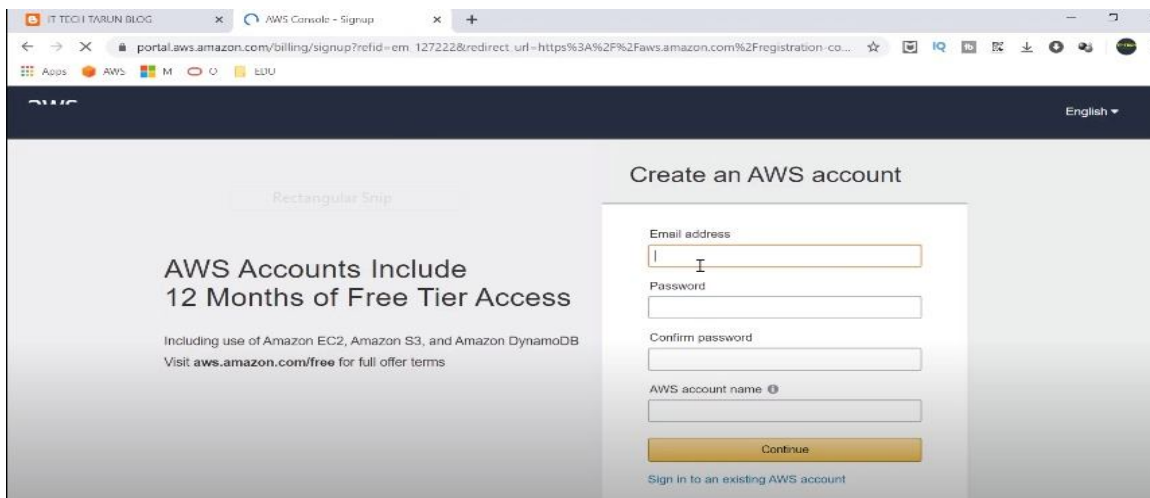 IT TECH TARUN BLOG
AWS Console - Signup
portal.aws.amazon.com/billing/signup?refid=em_127222&redirect_url=https%3A%2F%2Faws.amazon.com%2Fregistration-co...
IQ
Apps AWS M O EDU
aws
English
Create an AWS account
Rectangular Snip
Email address
AWS Accounts Include
12 Months of Free Tier Access
Password
Including use of Amazon EC2, Amazon S3, and Amazon DynamoDB
Visit aws.amazon.com/free for full offer terms
Confirm password
AWS account name
Continue
Sign in to an existing AWS account